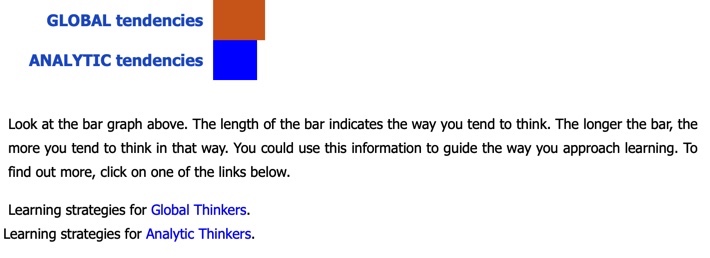 GLOBAL tendencies
ANALYTIC tendencies
Look at the bar graph above. The length of the bar indicates the way you tend to think. The longer the bar, the
more you tend to think in that way. You could use this information to guide the way you approach learning. To
find out more, click on one of the links below.
Learning strategies for Global Thinkers.
Learning strategies for Analytic Thinkers.